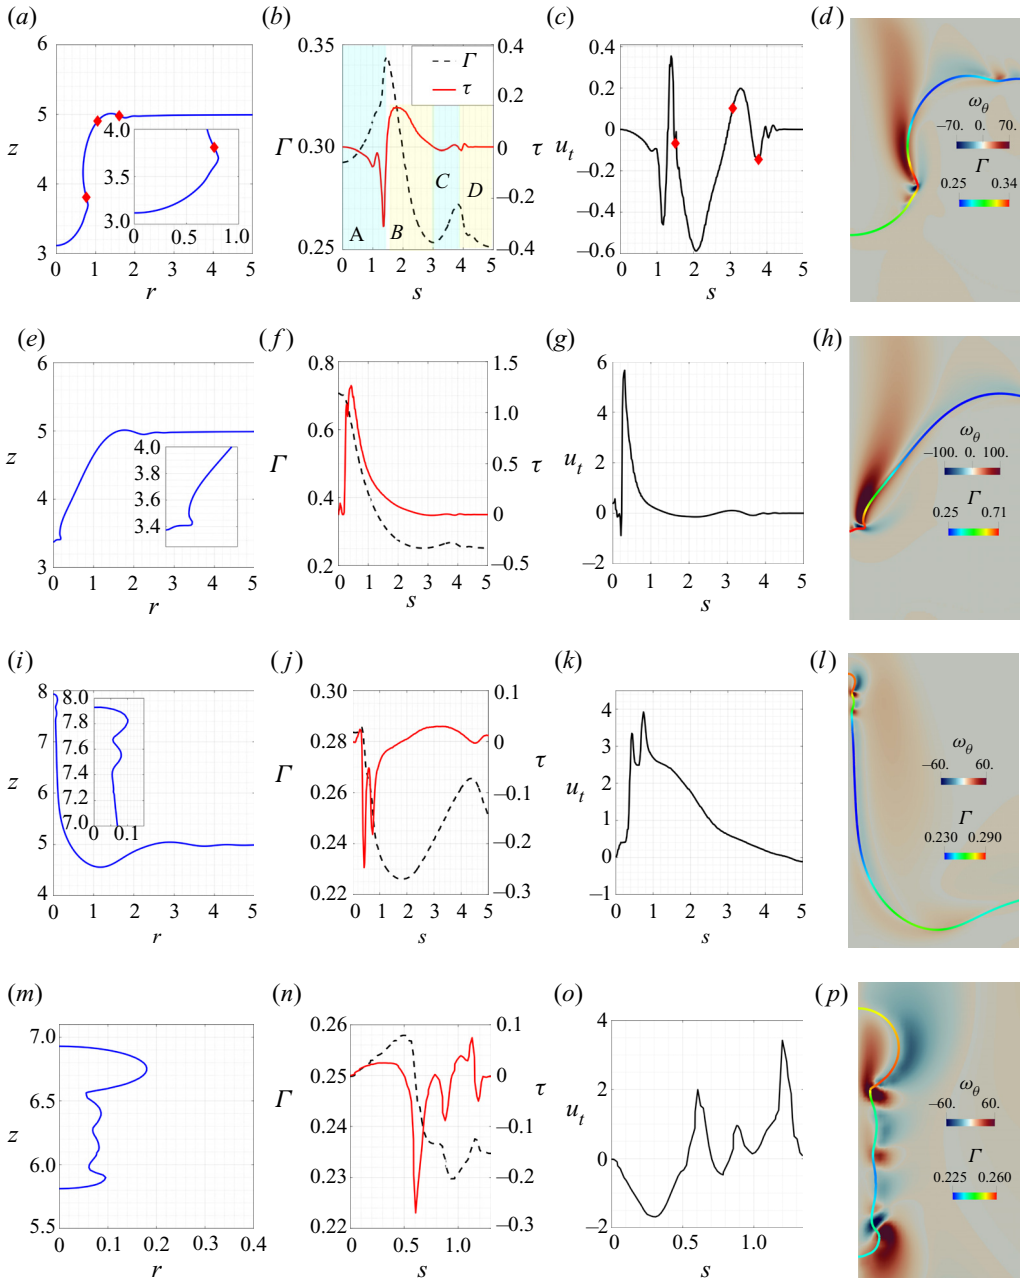 (a)
6
5
z
4
3
0 1 2 3 4 5
r
4.0
3.5
3.0
0 0.5 1.0
(b)
0.35
Γ 0.30
0.25
0.4
0.2
0 τ
−0.2
−0.4
Γ
τ
A B C D
0 1 2 3 4 5
s
(c)
0.4
0.2
u_t 0
−0.2
−0.4
−0.6
0 1 2 3 4 5
s
(d)
ω_θ
−70. 0. 70.
Γ
0.25 0.34
(e)
6
5
z
4
3
0 1 2 3 4 5
r
4.0
3.8
3.6
3.4
(f)
0.8
0.6
Γ
0.4
0.2
1.5
1.0
0.5 τ
0
−0.5
0 1 2 3 4 5
s
(g)
6
4
u_t
2
0
−2
0 1 2 3 4 5
s
(h)
ω_θ
−100. 0. 100.
Γ
0.25 0.71
(i)
8
7
z
6
5
4
0 1 2 3 4 5
r
8.0
7.8
7.6
7.4
7.2
7.0
0 0.1
(j)
0.30
0.28
Γ
0.26
0.24
0.22
0.1
0
τ
−0.1
−0.2
−0.3
0 1 2 3 4 5
s
(k)
4
3
u_t 2
1
0
−1
0 1 2 3 4 5
s
(l)
ω_θ
−60. 60.
Γ
0.230 0.290
(m)
7.0
6.5
z
6.0
5.5
0 0.1 0.2 0.3 0.4
r
(n)
0.26
0.25
Γ
0.24
0.23
0.22
0.1
0 τ
−0.1
−0.2
−0.3
0 0.5 1.0
s
(o)
4
2
u_t
0
−2
0 0.5 1.0
s
(p)
ω_θ
−60. 60.
Γ
0.225 0.260